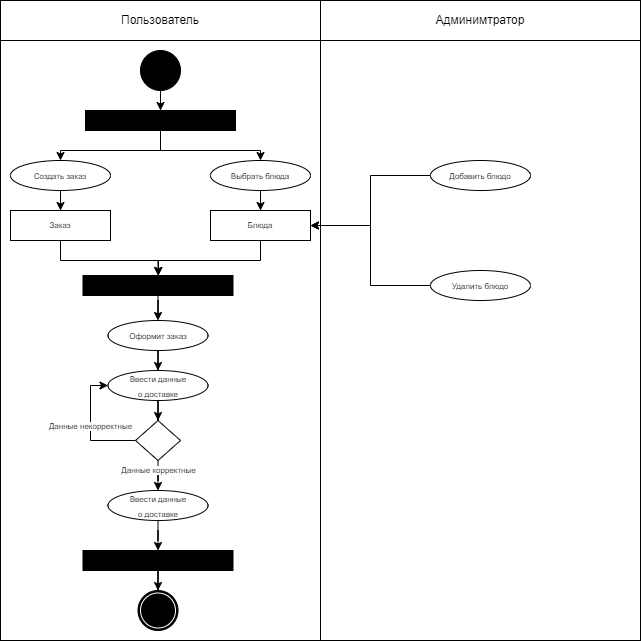 Пользователь
Админимтратор
Создать заказ
Выбрать блюда
Добавить блюдо
Заказ
Блюда
Удалить блюдо
Оформит заказ
Ввести данные
о доставке
Данные некорректные
Данные корректные
Ввести данные
о доставке